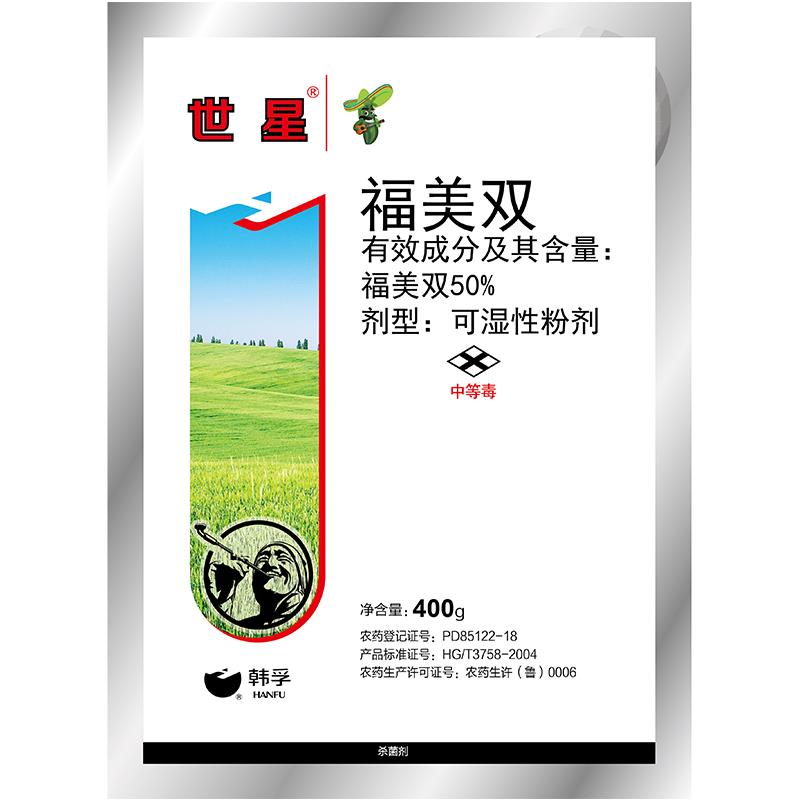 世星®
福美双
有效成分及其含量：
福美双50%
剂型：可湿性粉剂
中等毒
净含量：400g
农药登记证号：PD85122-18
产品标准证号：HG/T3758-2004
农药生产许可证号：农药生许（鲁）0006
韩孚
®
HANFU
杀菌剂